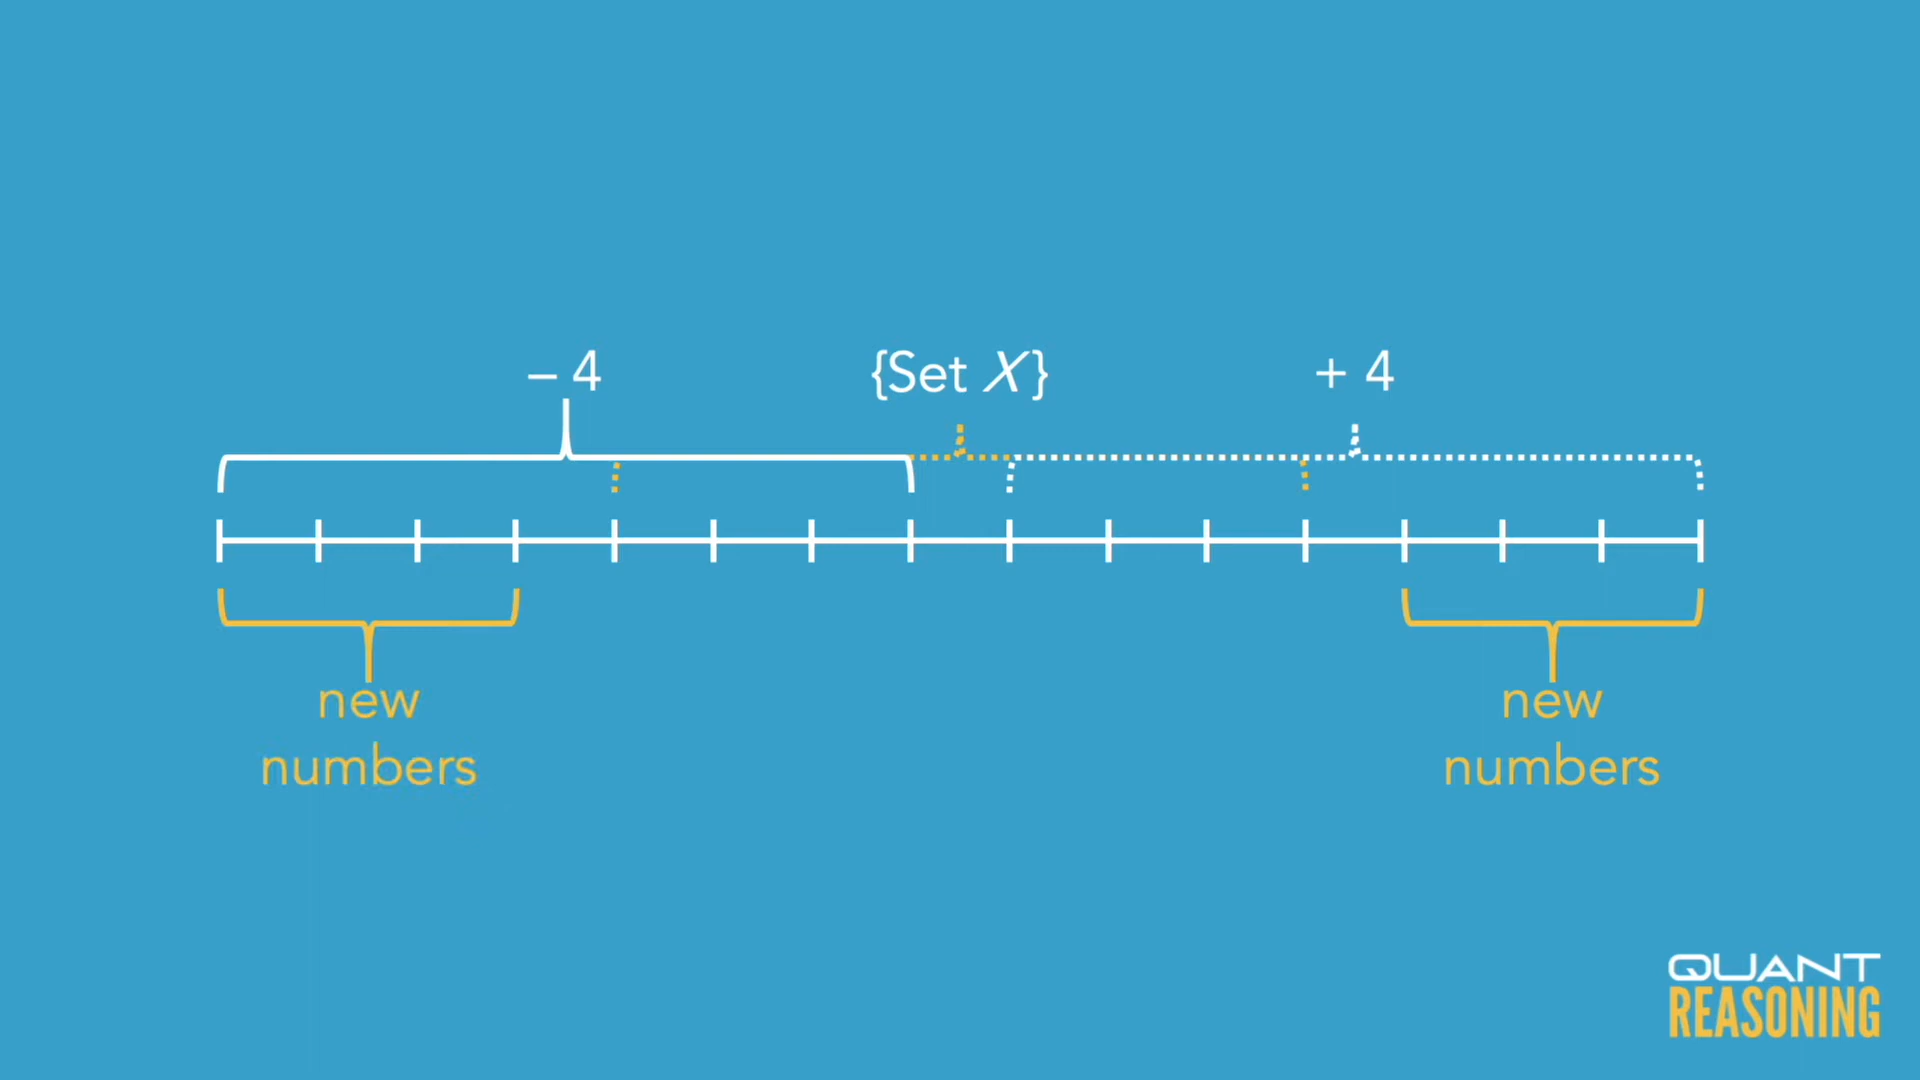 – 4
{Set X}
+ 4
new
numbers
new
numbers
QUANT
REASONING